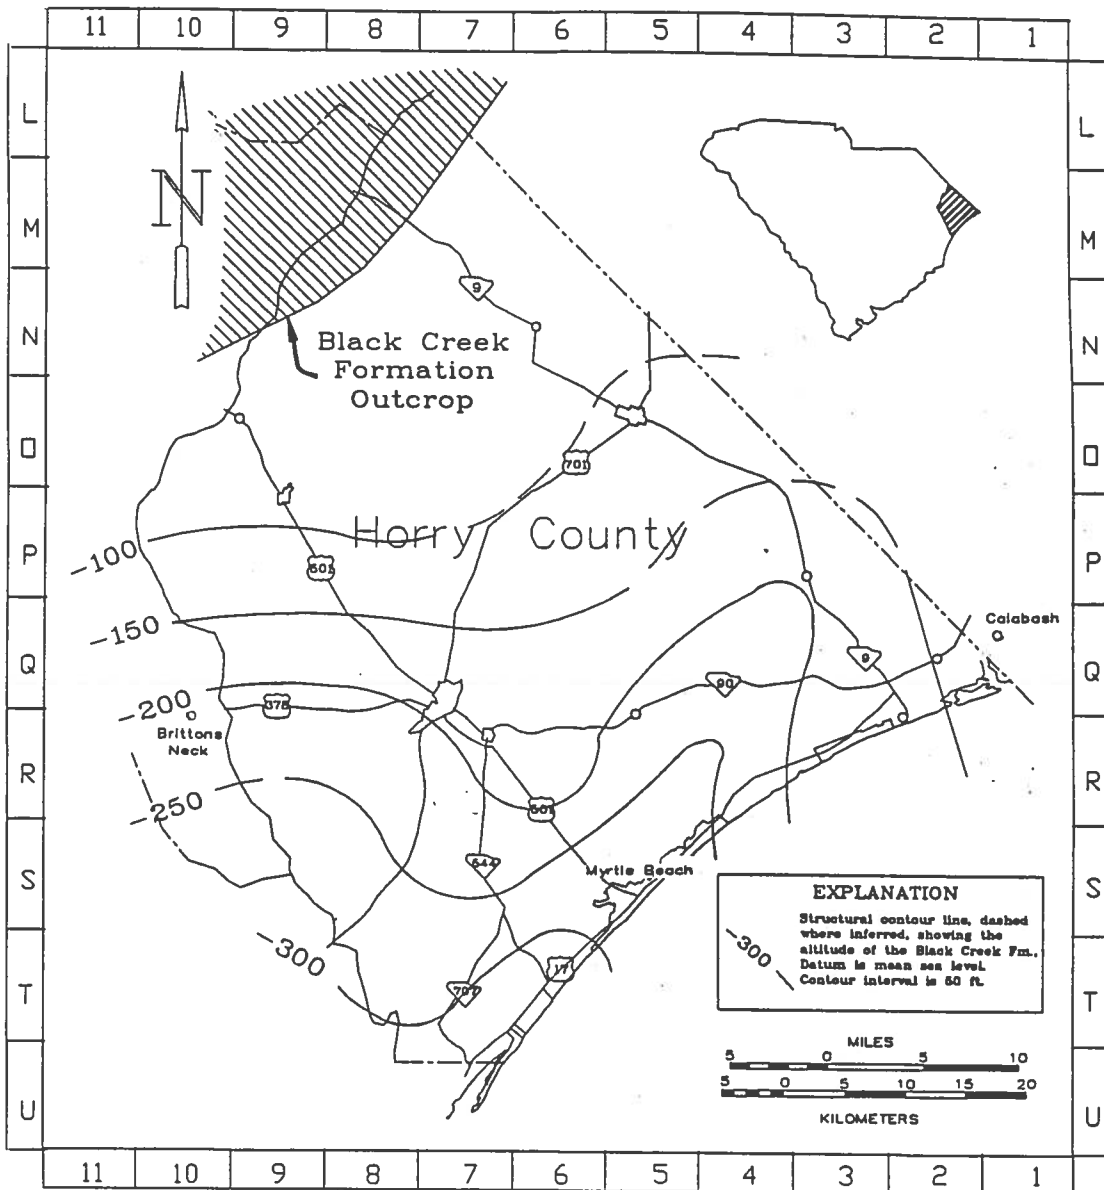 11 10 9 8 7 6 5 4 3 2 1
L
L
M
M
N
N
N
9
Black Creek
Formation
Outcrop
O
O
701
Horry County
P
P
-100
501
-150
Calabash
Q
Q
9
90
-200
378
Brittons
Neck
R
R
-250
501
544
Myrtle Beach
S
S
EXPLANATION
Structural contour line, dashed
where inferred, showing the
altitude of the Black Creek Fm.,
Datum is mean sea level.
Contour interval is 50 ft.
-300
-300
17
707
T
T
MILES
5 0 5 10
5 0 5 10 15 20
KILOMETERS
U
U
11 10 9 8 7 6 5 4 3 2 1